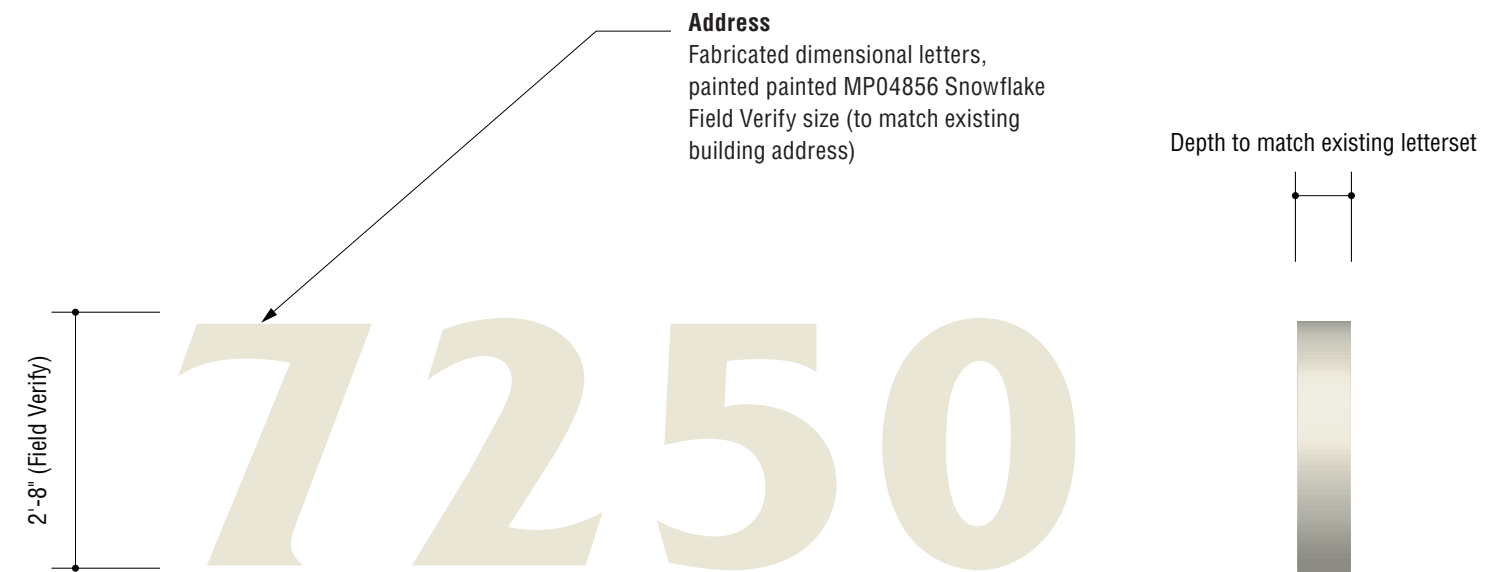 Address
Fabricated dimensional letters,
painted painted MP04856 Snowflake
Field Verify size (to match existing
building address)
Depth to match existing letterset
2'-8" (Field Verify)
7250